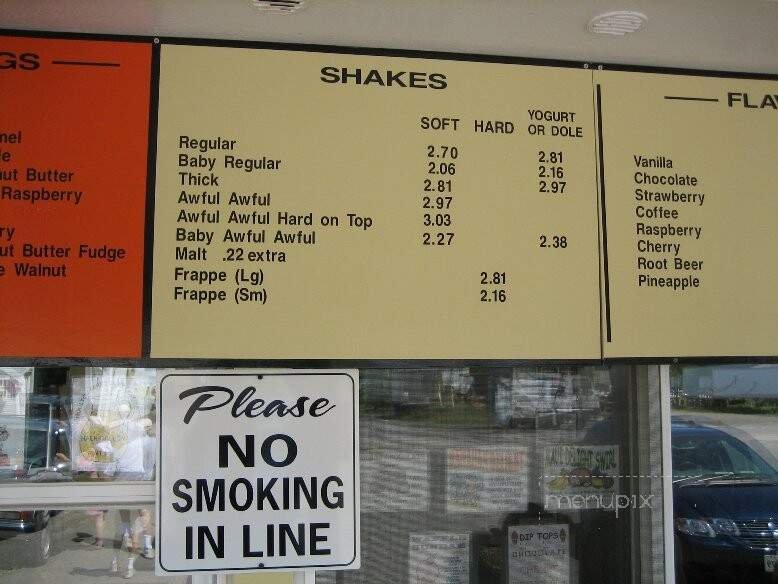 GS
nel
e
ut Butter
Raspberry
ry
ut Butter Fudge
e Walnut
SHAKES
SOFT HARD YOGURT OR DOLE
Regular 2.70 2.81
Baby Regular 2.06 2.16
Thick 2.81 2.97
Awful Awful 2.97
Awful Awful Hard on Top 3.03
Baby Awful Awful 2.27 2.38
Malt .22 extra
Frappe (Lg) 2.81
Frappe (Sm) 2.16
FLA
Vanilla
Chocolate
Strawberry
Coffee
Raspberry
Cherry
Root Beer
Pineapple
Please
NO
SMOKING
IN LINE
menupix
DIP TOPS
CHOCOLATE